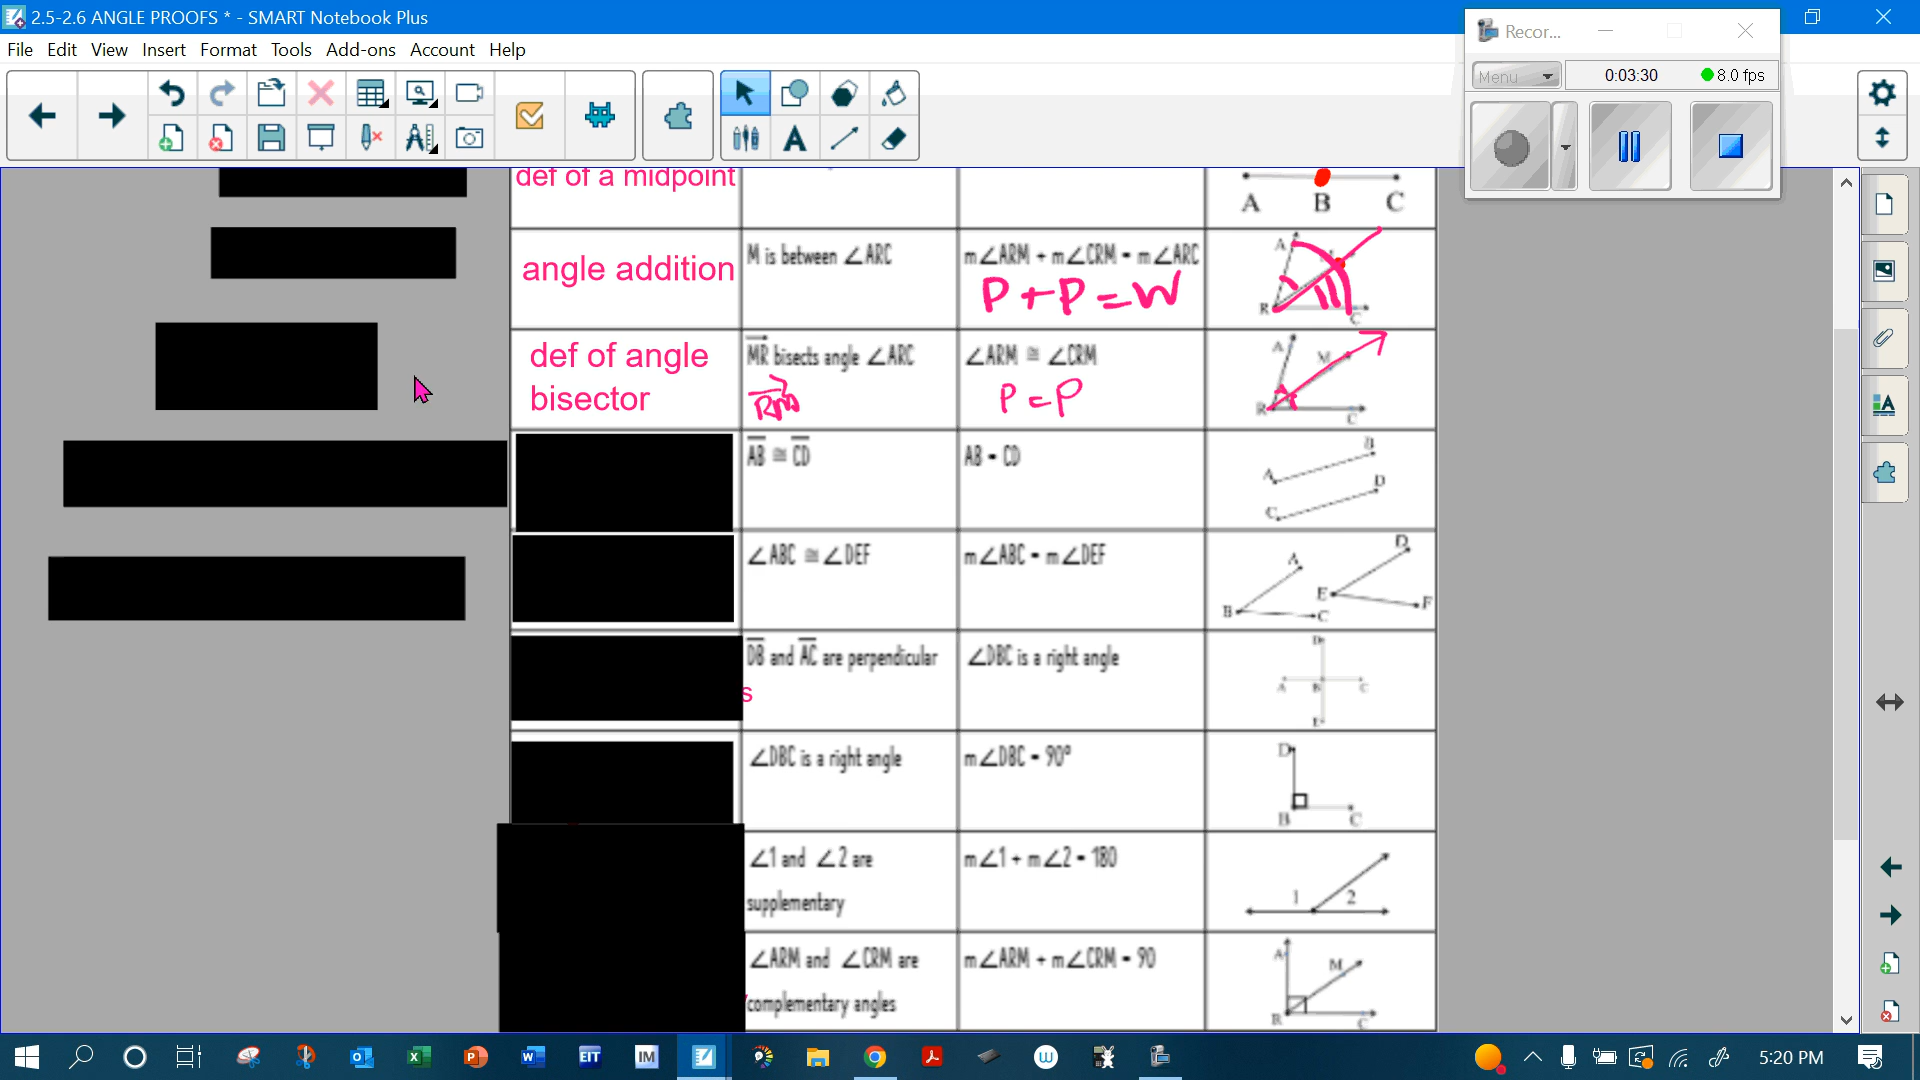 2.5-2.6 ANGLE PROOFS * - SMART Notebook Plus
File Edit View Insert Format Tools Add-ons Account Help
Recor...
Menu 0:03:30 8.0 fps
def of a midpoint
A B C
angle addition
M is between ∠ARC
m∠ARM + m∠CRM = m∠ARC
P + P = W
A
R C
def of angle
bisector
MR bisects angle ∠ARC
RM
∠ARM ≅ ∠CRM
P = P
A M
R C
AB ≅ CD
AB = CD
A B
C D
∠ABC ≅ ∠DEF
m∠ABC = m∠DEF
A D
B C E F
DB and AC are perpendicular
s
∠DBC is a right angle
D
A B C
E
∠DBC is a right angle
m∠DBC = 90°
D
B C
∠1 and ∠2 are
supplementary
m∠1 + m∠2 = 180
1 2
∠ARM and ∠CRM are
complementary angles
m∠ARM + m∠CRM = 90
A M
R C
EIT IM
5:20 PM